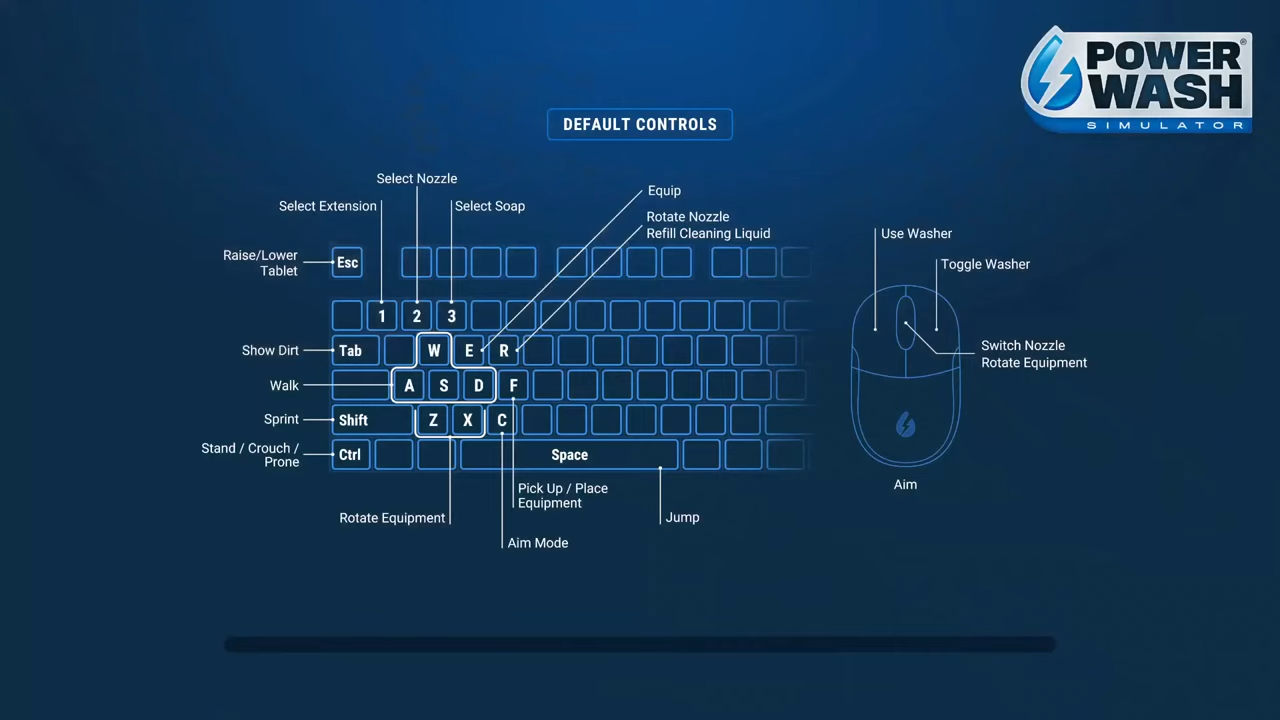 POWER
WASH®
SIMULATOR
DEFAULT CONTROLS
Select Nozzle
Select Extension
Select Soap
Equip
Rotate Nozzle
Refill Cleaning Liquid
Use Washer
Toggle Washer
Raise/Lower
Tablet
Esc
1 2 3
Show Dirt
Tab W E R
Switch Nozzle
Rotate Equipment
Walk
A S D F
Sprint
Shift Z X C
Stand / Crouch /
Prone
Ctrl Space
Aim
Pick Up / Place
Equipment
Rotate Equipment
Jump
Aim Mode